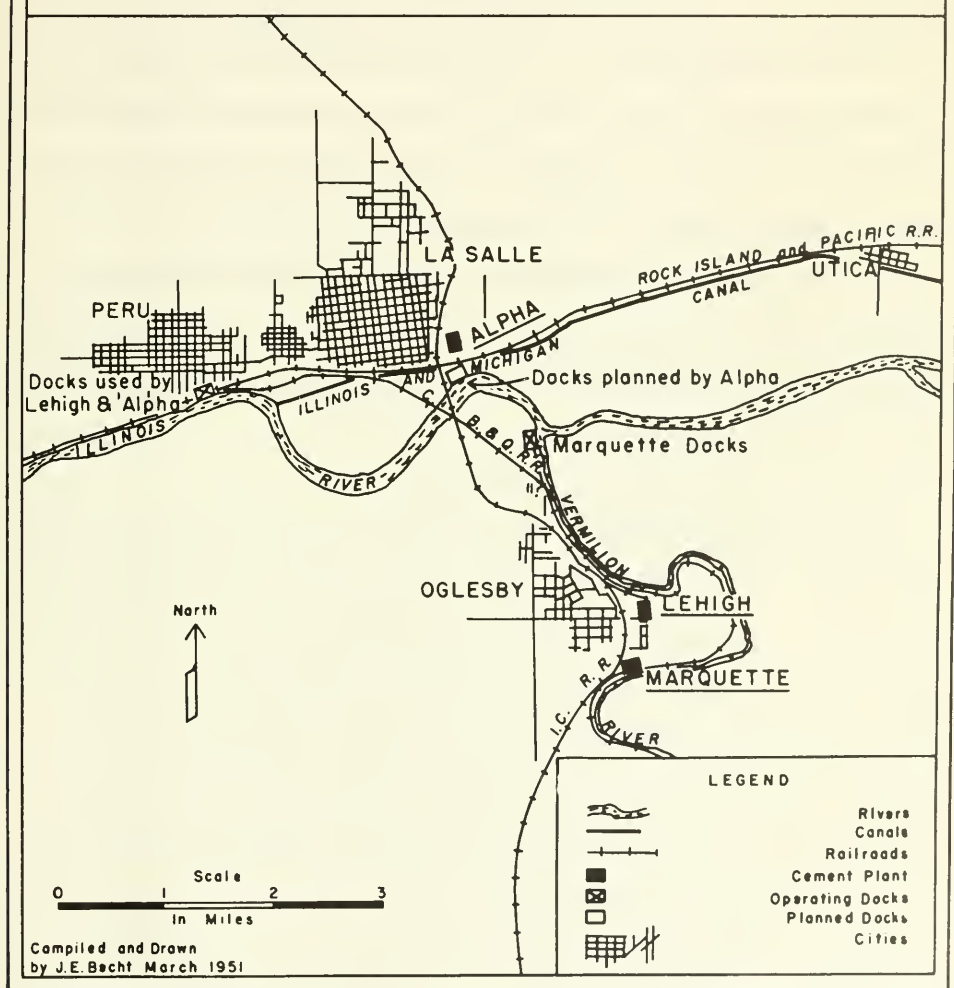 LA SALLE
ROCK ISLAND and PACIFIC R.R.
UTICA
CANAL
PERU
ALPHA
MICHIGAN
AND
ILLINOIS
Docks planned by Alpha
Docks used by
Lehigh & Alpha
C. B. & Q. R.R.
Marquette Docks
ILLINOIS
RIVER
VERMILION
OGLESBY
LEHIGH
North
MARQUETTE
I.C. R.R.
RIVER
LEGEND
Rivers
Canals
Railroads
Cement Plant
Operating Docks
Planned Docks
Cities
Scale
0 1 2 3
In Miles
Compiled and Drawn
by J.E. Becht March 1951